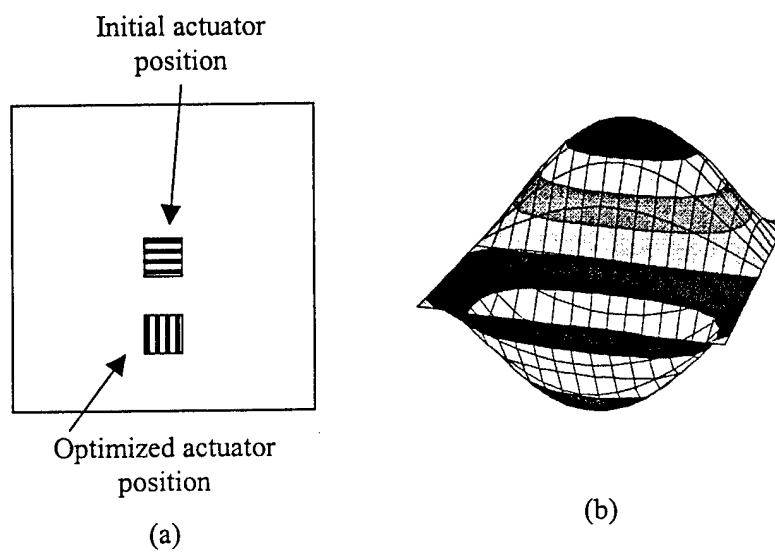 Initial actuator
position
Optimized actuator
position
(a)
(b)